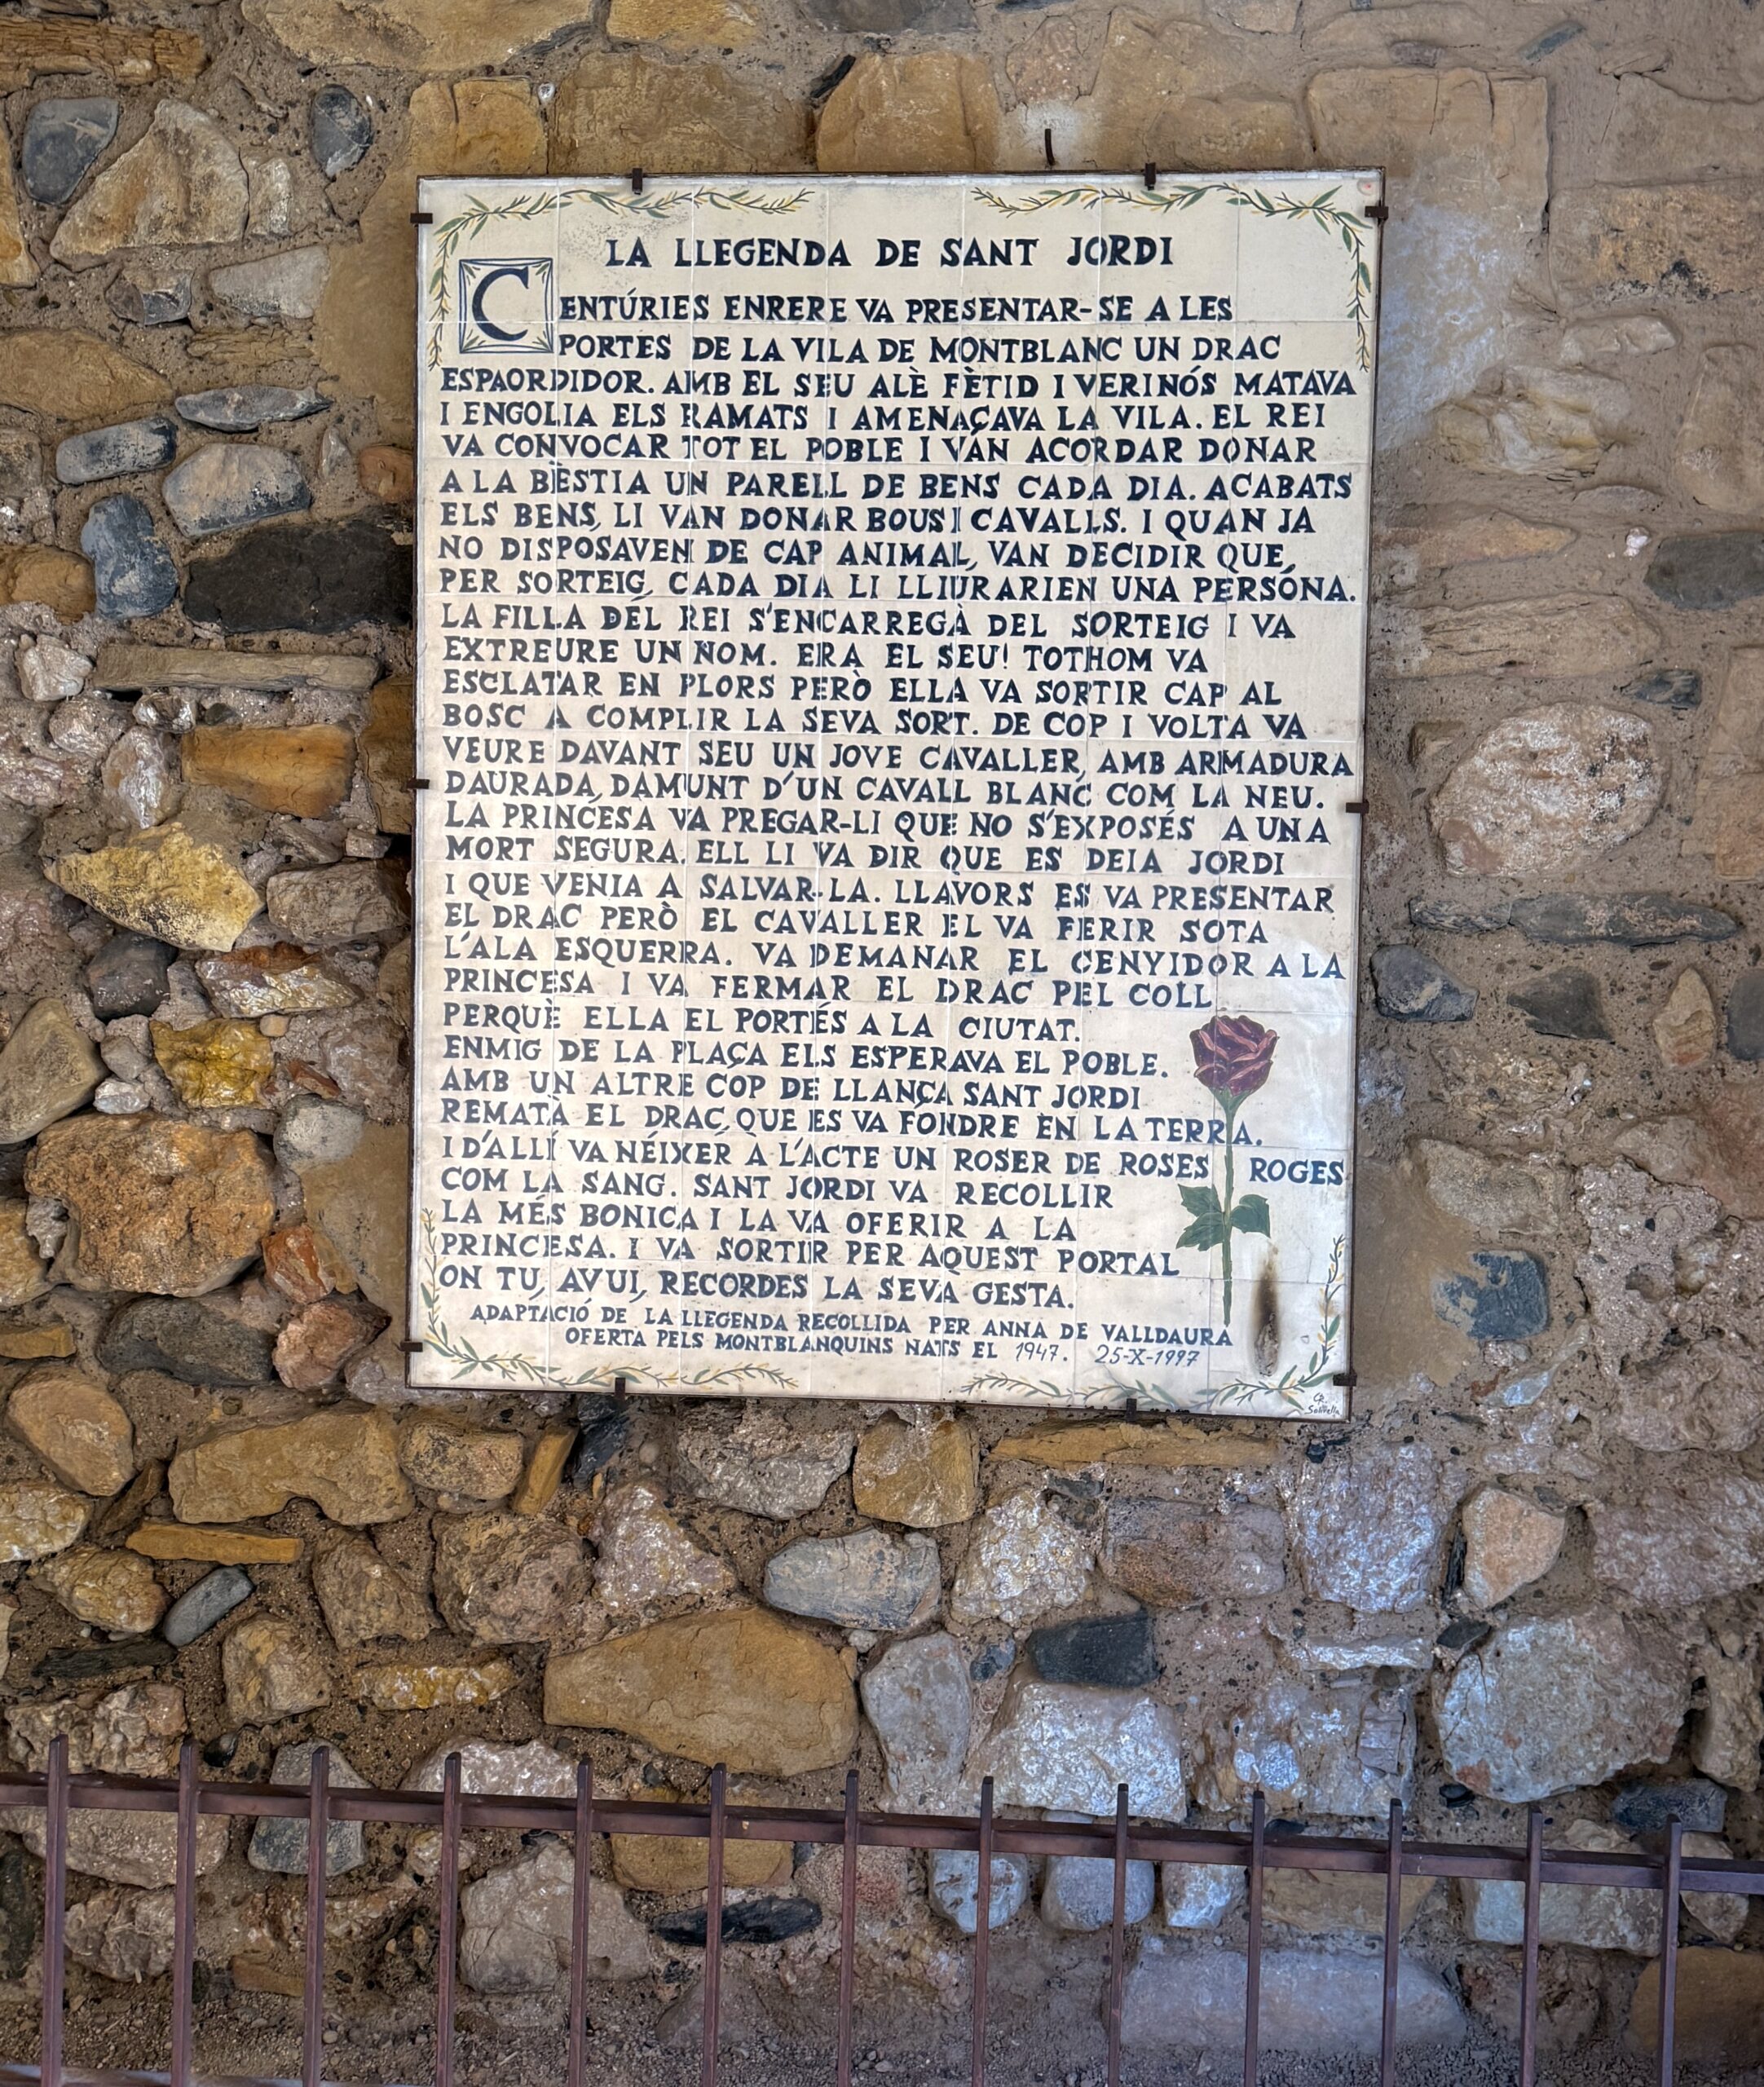 LA LLEGENDA DE SANT JORDI
CENTÚRIES ENRERE VA PRESENTAR-SE A LES
PORTES DE LA VILA DE MONTBLANC UN DRAC
ESPAORDIDOR. AMB EL SEU ALÈ FÈTID I VERINÓS MATAVA
I ENGOLIA ELS RAMATS I AMENAÇAVA LA VILA. EL REI
VA CONVOCAR TOT EL POBLE I VAN ACORDAR DONAR
A LA BÈSTIA UN PARELL DE BENS CADA DIA. ACABATS
ELS BENS, LI VAN DONAR BOUS I CAVALLS. I QUAN JA
NO DISPOSAVEN DE CAP ANIMAL, VAN DECIDIR QUE,
PER SORTEIG, CADA DIA LI LLIURARIEN UNA PERSONA.
LA FILLA DEL REI S'ENCARREGÀ DEL SORTEIG I VA
EXTREURE UN NOM. ERA EL SEU! TOTHOM VA
ESCLATAR EN PLORS PERÒ ELLA VA SORTIR CAP AL
BOSC A COMPLIR LA SEVA SORT. DE COP I VOLTA VA
VEURE DAVANT SEU UN JOVE CAVALLER, AMB ARMADURA
DAURADA, DAMUNT D'UN CAVALL BLANC COM LA NEU.
LA PRINCESA VA PREGAR-LI QUE NO S'EXPOSÉS A UNA
MORT SEGURA. ELL LI VA DIR QUE ES DEIA JORDI
I QUE VENIA A SALVAR-LA. LLAVORS ES VA PRESENTAR
EL DRAC PERÒ EL CAVALLER EL VA FERIR SOTA
L'ALA ESQUERRA. VA DEMANAR EL CENYIDOR A LA
PRINCESA I VA FERMAR EL DRAC PEL COLL
PERQUÈ ELLA EL PORTÉS A LA CIUTAT.
ENMIG DE LA PLAÇA ELS ESPERAVA EL POBLE.
AMB UN ALTRE COP DE LLANÇA SANT JORDI
REMATÀ EL DRAC, QUE ES VA FONDRE EN LA TERRA.
I D'ALLÍ VA NÉIXER A L'ACTE UN ROSER DE ROSES ROGES
COM LA SANG. SANT JORDI VA RECOLLIR
LA MÉS BONICA I LA VA OFERIR A LA
PRINCESA. I VA SORTIR PER AQUEST PORTAL
ON TU, AVUI, RECORDES LA SEVA GESTA.
ADAPTACIÓ DE LA LLEGENDA RECOLLIDA PER ANNA DE VALLDAURA
OFERTA PELS MONTBLANQUINS NATS EL 1947. 25-X-1997
Solivella